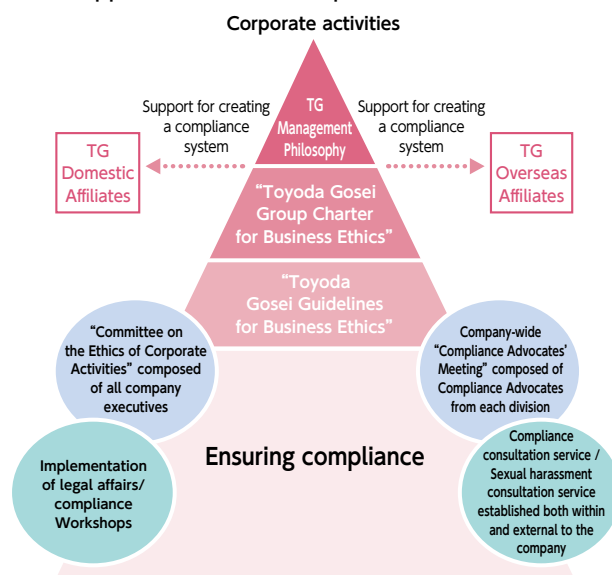 Corporate activities
TG
Management
Philosophy
Support for creating
a compliance
system
Support for creating
a compliance
system
TG
Domestic
Affiliates
TG
Overseas
Affiliates
“Toyoda Gosei
Group Charter
for Business Ethics”
“Toyoda
Gosei Guidelines
for Business Ethics”
“Committee on
the Ethics of Corporate
Activities” composed
of all company
executives
Company-wide
“Compliance Advocates’
Meeting” composed of
Compliance Advocates
from each division
Ensuring compliance
Implementation
of legal affairs/
compliance
Workshops
Compliance
consultation service /
Sexual harassment
consultation service
established both within
and external to the
company